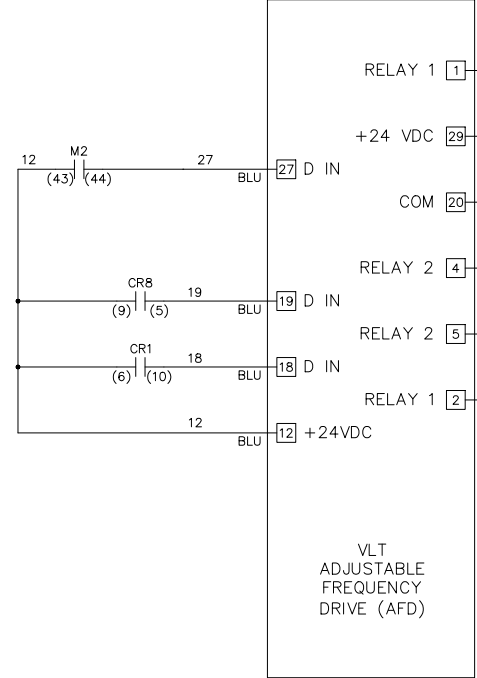 RELAY 1 1
+24 VDC 29
M2
12 27
(43) (44)
BLU
27 D IN
COM 20
RELAY 2 4
CR8
19
(9) (5)
BLU
19 D IN
RELAY 2 5
CR1
18
(6) (10)
BLU
18 D IN
RELAY 1 2
12
BLU
12 +24VDC
VLT
ADJUSTABLE
FREQUENCY
DRIVE (AFD)